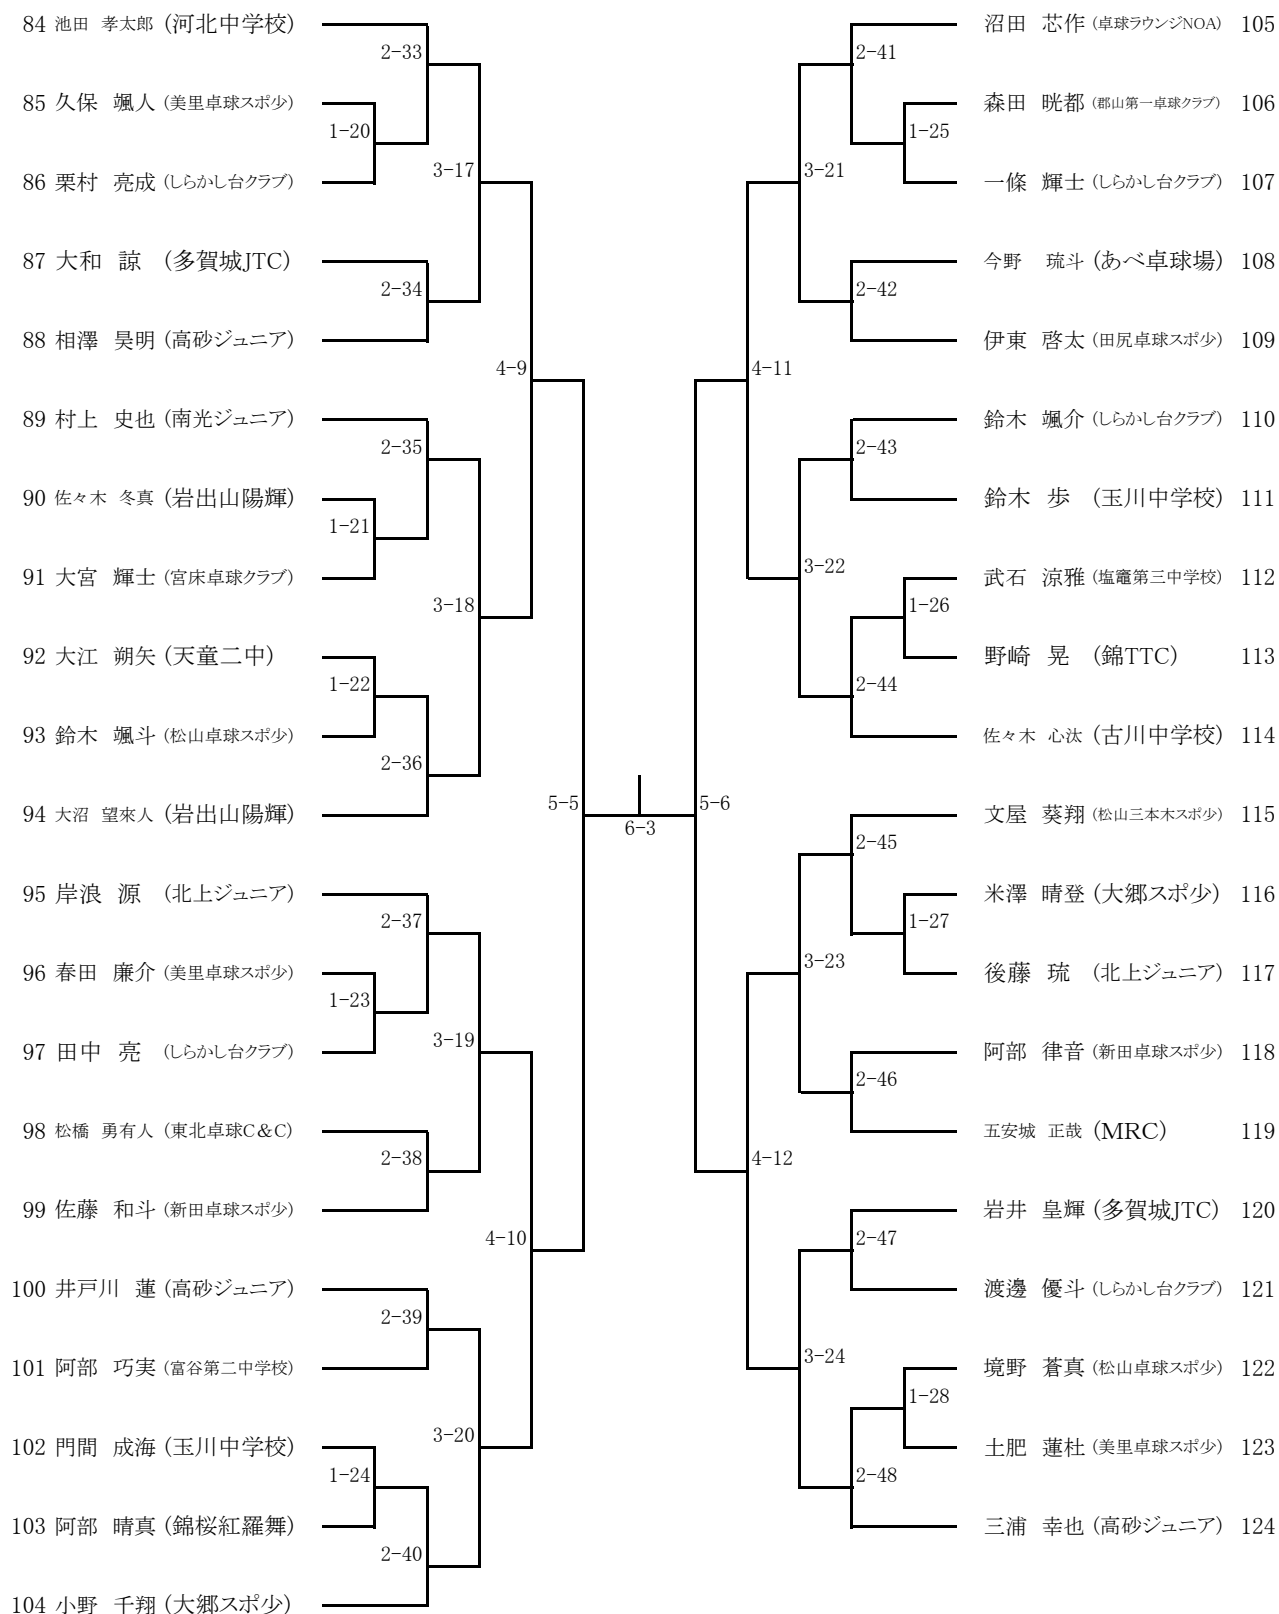 84 池田 孝太郎 (河北中学校)
2-33
85 久保 颯人 (美里卓球スポ少)
1-20
86 栗村 亮成 (しらかし台クラブ)
3-17
87 大和 諒 (多賀城JTC)
2-34
88 相澤 昊明 (高砂ジュニア)
4-9
89 村上 史也 (南光ジュニア)
2-35
90 佐々木 冬真 (岩出山陽輝)
1-21
91 大宮 輝士 (宮床卓球クラブ)
3-18
92 大江 朔矢 (天童二中)
1-22
93 鈴木 颯斗 (松山卓球スポ少)
2-36
94 大沼 望來人 (岩出山陽輝)
5-5
6-3
95 岸浪 源 (北上ジュニア)
2-37
96 春田 廉介 (美里卓球スポ少)
1-23
97 田中 亮 (しらかし台クラブ)
3-19
98 松橋 勇有人 (東北卓球C&C)
2-38
99 佐藤 和斗 (新田卓球スポ少)
4-10
100 井戸川 蓮 (高砂ジュニア)
2-39
101 阿部 巧実 (富谷第二中学校)
3-20
102 門間 成海 (玉川中学校)
1-24
103 阿部 晴真 (錦桜紅羅舞)
2-40
104 小野 千翔 (大郷スポ少)
沼田 芯作 (卓球ラウンジNOA) 105
2-41
森田 晄都 (郡山第一卓球クラブ) 106
1-25
一條 輝士 (しらかし台クラブ) 107
3-21
今野 琉斗 (あべ卓球場) 108
2-42
伊東 啓太 (田尻卓球スポ少) 109
4-11
鈴木 颯介 (しらかし台クラブ) 110
2-43
鈴木 歩 (玉川中学校) 111
3-22
武石 涼雅 (塩竈第三中学校) 112
1-26
野崎 晃 (錦TTC) 113
2-44
佐々木 心汰 (古川中学校) 114
5-6
文屋 葵翔 (松山三本木スポ少) 115
2-45
米澤 晴登 (大郷スポ少) 116
1-27
後藤 琉 (北上ジュニア) 117
3-23
阿部 律音 (新田卓球スポ少) 118
2-46
五安城 正哉 (MRC) 119
4-12
岩井 皇輝 (多賀城JTC) 120
2-47
渡邊 優斗 (しらかし台クラブ) 121
3-24
境野 蒼真 (松山卓球スポ少) 122
1-28
土肥 蓮杜 (美里卓球スポ少) 123
2-48
三浦 幸也 (高砂ジュニア) 124